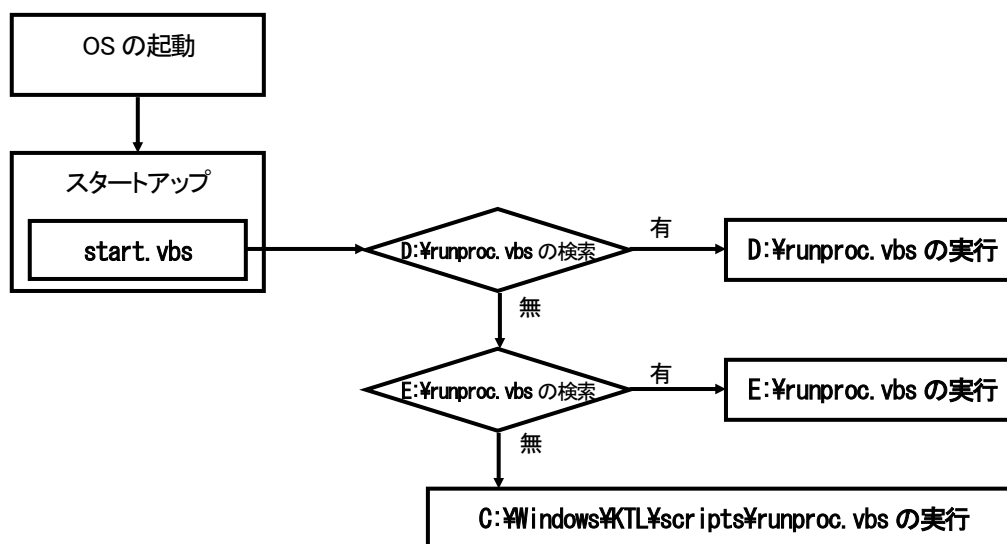 OS の起動
スタートアップ
start.vbs
D:¥runproc.vbs の検索
有
D:¥runproc.vbs の実行
無
E:¥runproc.vbs の検索
有
E:¥runproc.vbs の実行
無
C:¥Windows¥KTL¥scripts¥runproc.vbs の実行